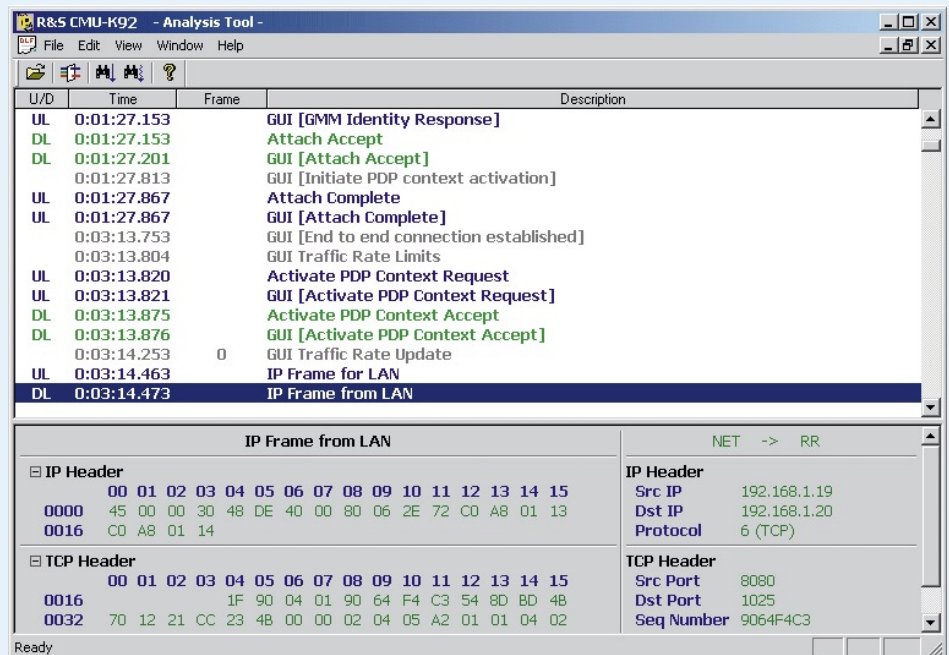 R&S CMU-K92 - Analysis Tool -
File Edit View Window Help
U/D Time Frame Description
UL 0:01:27.153 GUI [GMM Identity Response]
DL 0:01:27.153 Attach Accept
DL 0:01:27.201 GUI [Attach Accept]
0:01:27.813 GUI [Initiate PDP context activation]
UL 0:01:27.867 Attach Complete
UL 0:01:27.867 GUI [Attach Complete]
0:03:13.753 GUI [End to end connection established]
0:03:13.804 GUI Traffic Rate Limits
UL 0:03:13.820 Activate PDP Context Request
UL 0:03:13.821 GUI [Activate PDP Context Request]
DL 0:03:13.875 Activate PDP Context Accept
DL 0:03:13.876 GUI [Activate PDP Context Accept]
0:03:14.253 0 GUI Traffic Rate Update
UL 0:03:14.463 IP Frame for LAN
DL 0:03:14.473 IP Frame from LAN
IP Frame from LAN
IP Header
00 01 02 03 04 05 06 07 08 09 10 11 12 13 14 15
0000 45 00 00 30 48 DE 40 00 80 06 2E 72 C0 A8 01 13
0016 C0 A8 01 14
TCP Header
00 01 02 03 04 05 06 07 08 09 10 11 12 13 14 15
0016 1F 90 04 01 90 64 F4 C3 54 8D BD 4B
0032 70 12 21 CC 23 4B 00 00 02 04 05 A2 01 01 04 02
NET -> RR
IP Header
Src IP 192.168.1.19
Dst IP 192.168.1.20
Protocol 6 (TCP)
TCP Header
Src Port 8080
Dst Port 1025
Seq Number 9064F4C3
Ready